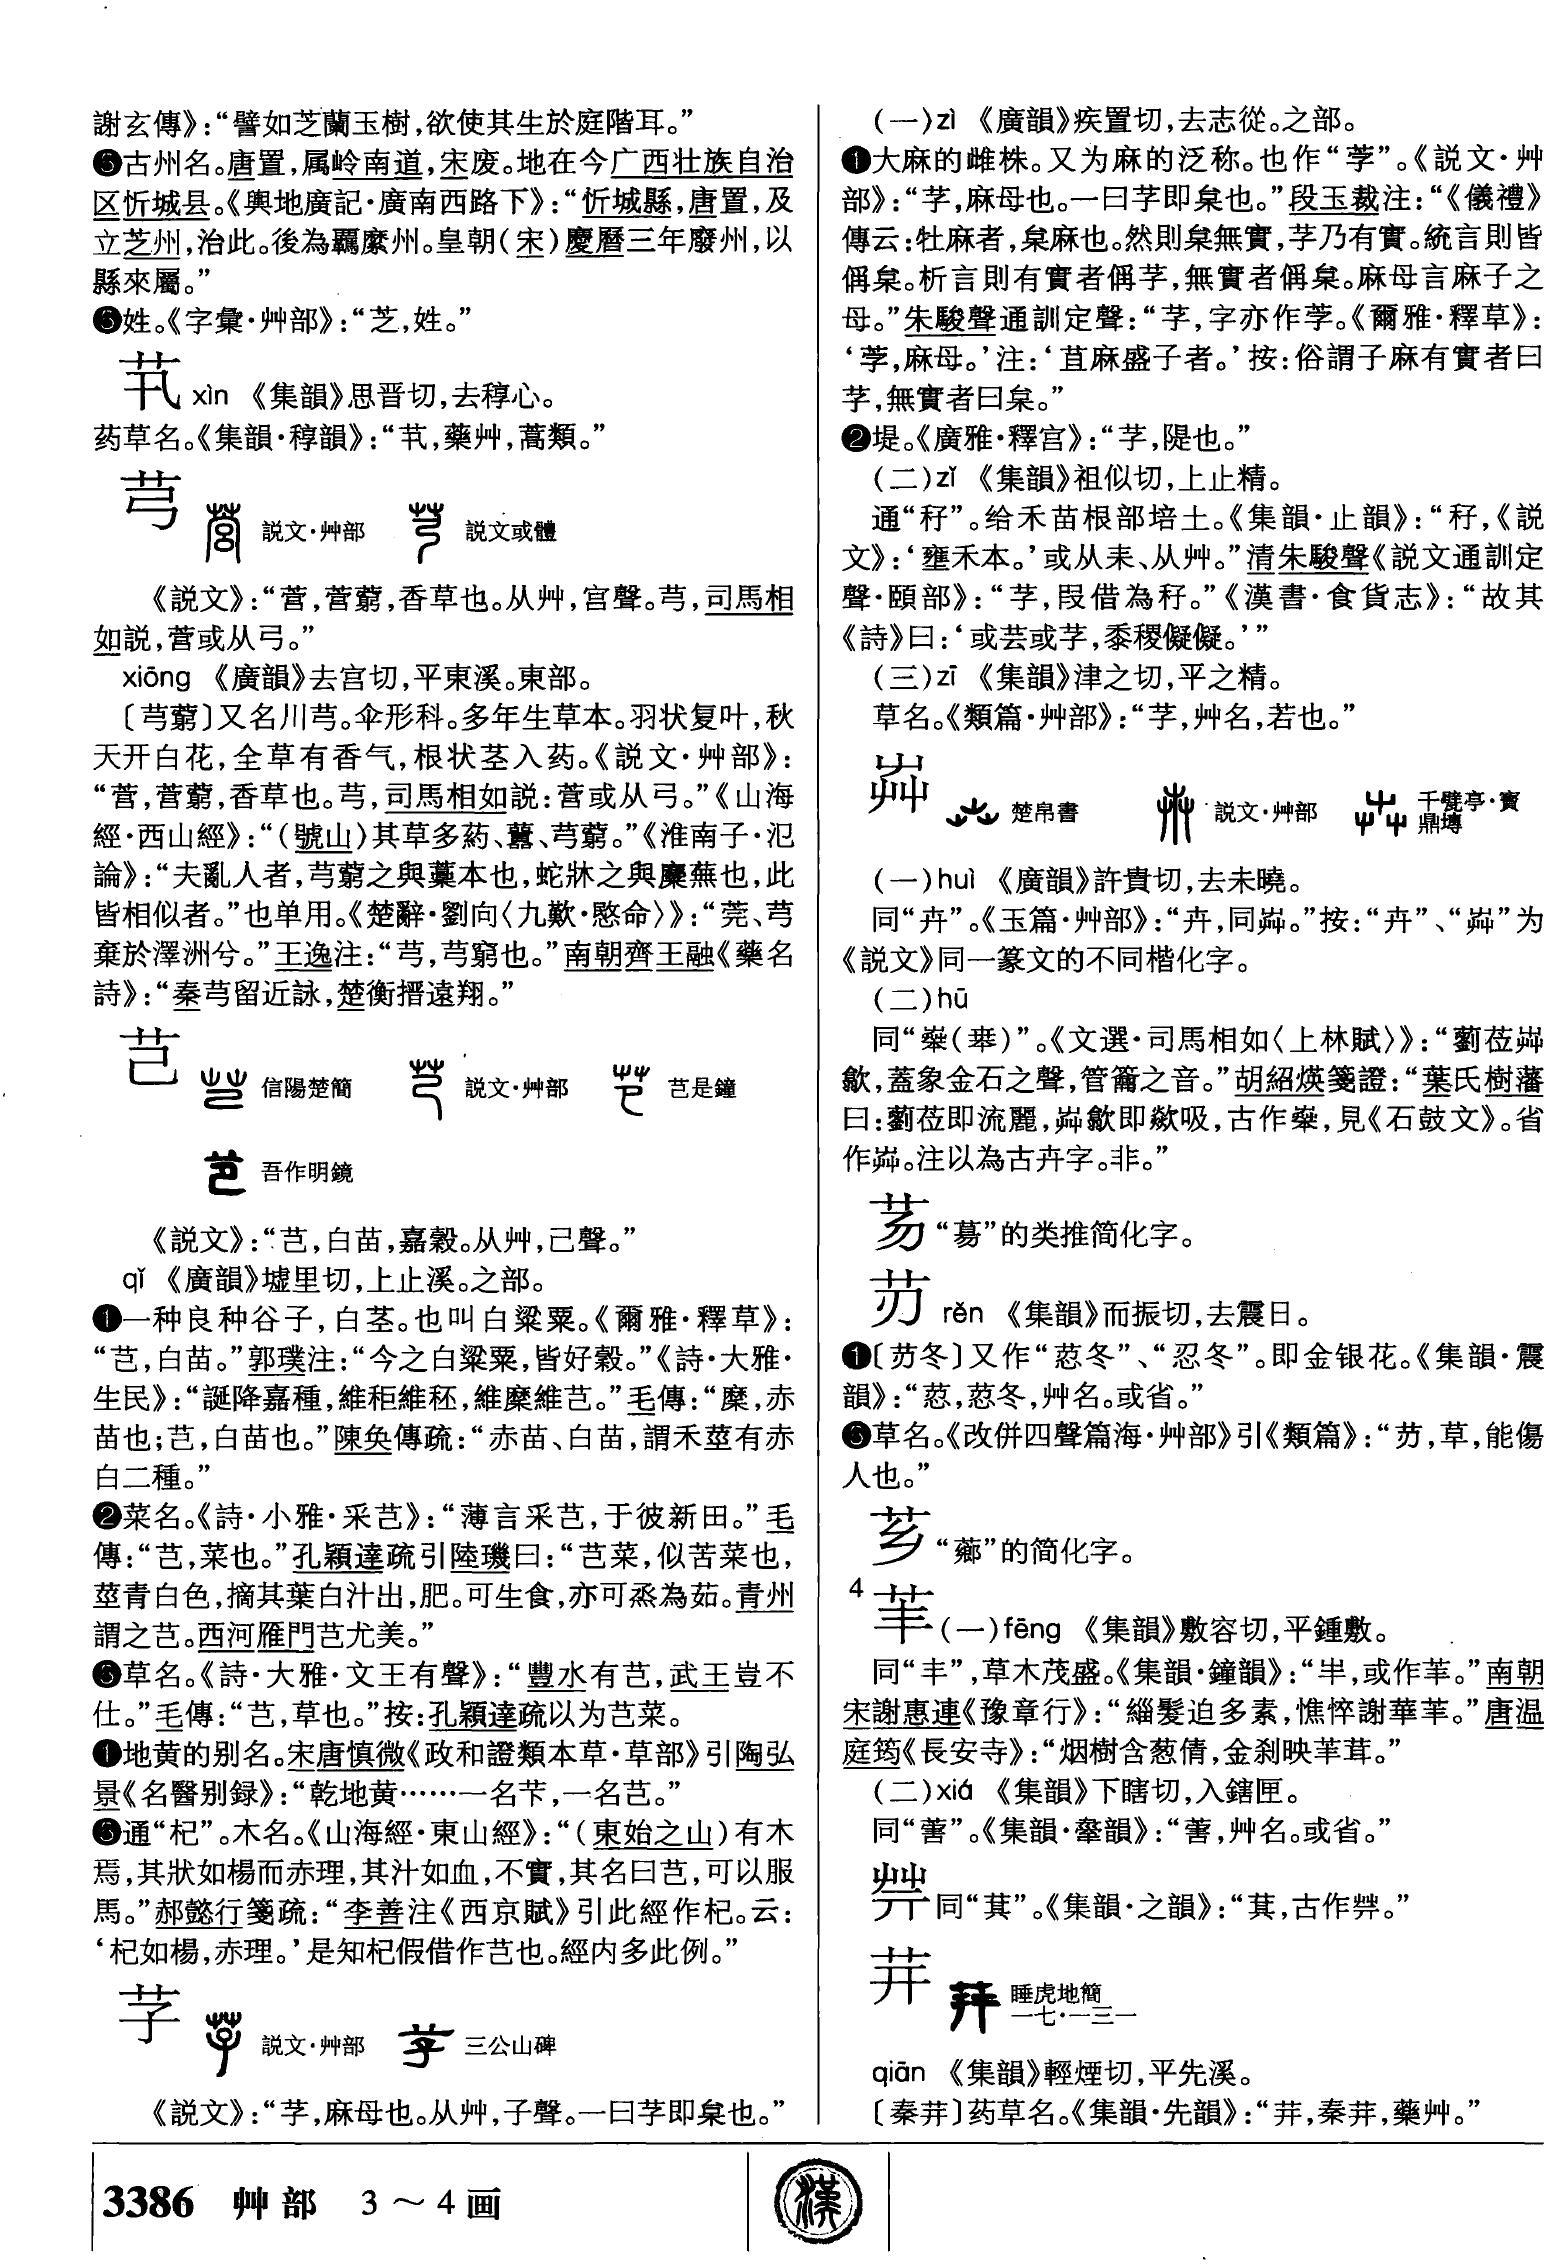 謝玄傳》：“譬如芝蘭玉樹，欲使其生於庭階耳。”
❺古州名。唐置，属岭南道，宋废。地在今广西壮族自治
区忻城县。《輿地廣記·廣南西路下》：“忻城縣，唐置，及
立芝州，治此。後為羈縻州。皇朝（宋）慶曆三年廢州，以
縣來屬。”
❻姓。《字彙·艸部》：“芝，姓。”
䒖 xìn 《集韻》思晋切，去稕心。
药草名。《集韻·稕韻》：“䒖，藥艸，蒿類。”
芎 説文·艸部 説文或體
《説文》：“营，营藭，香草也。从艸，宫聲。芎，司馬相
如説，营或从弓。”
xiōng 《廣韻》去宫切，平東溪。東部。
〔芎藭〕又名川芎。伞形科。多年生草本。羽状复叶，秋
天开白花，全草有香气，根状茎入药。《説文·艸部》：
“营，营藭，香草也。芎，司馬相如説：营或从弓。”《山海
經·西山經》：“（號山）其草多葯、虈、芎藭。”《淮南子·氾
論》：“夫亂人者，芎藭之與藁本也，蛇牀之與麋蕪也，此
皆相似者。”也单用。《楚辭·劉向〈九歎·愍命〉》：“莞、芎
棄於澤洲兮。”王逸注：“芎，芎窮也。”南朝齊王融《藥名
詩》：“秦芎留近詠，楚衡搢遠翔。”
芑 信陽楚簡 説文·艸部 芑是鐘
吾作明鏡
《説文》：“芑，白苗，嘉穀。从艸，己聲。”
qǐ 《廣韻》墟里切，上止溪。之部。
❶一种良种谷子，白茎。也叫白粱粟。《爾雅·釋草》：
“芑，白苗。”郭璞注：“今之白粱粟，皆好穀。”《詩·大雅·
生民》：“誕降嘉種，維秬維秠，維穈維芑。”毛傳：“穈，赤
苗也；芑，白苗也。”陳奂傳疏：“赤苗、白苗，謂禾莖有赤
白二種。”
❷菜名。《詩·小雅·采芑》：“薄言采芑，于彼新田。”毛
傳：“芑，菜也。”孔穎達疏引陸璣曰：“芑菜，似苦菜也，
莖青白色，摘其葉白汁出，肥。可生食，亦可烝為茹。青州
謂之芑。西河雁門芑尤美。”
❸草名。《詩·大雅·文王有聲》：“豐水有芑，武王豈不
仕。”毛傳：“芑，草也。”按：孔穎達疏以为芑菜。
❹地黄的别名。宋唐慎微《政和證類本草·草部》引陶弘
景《名醫别録》：“乾地黄……一名芐，一名芑。”
❺通“杞”。木名。《山海經·東山經》：“（東始之山）有木
焉，其狀如楊而赤理，其汁如血，不實，其名曰芑，可以服
馬。”郝懿行箋疏：“李善注《西京賦》引此經作杞。云：
‘杞如楊，赤理。’是知杞假借作芑也。經内多此例。”
芓 説文·艸部 三公山碑
《説文》：“芓，麻母也。从艸，子聲。一曰芓即枲也。”
（一）zì 《廣韻》疾置切，去志從。之部。
❶大麻的雌株。又为麻的泛称。也作“茡”。《説文·艸
部》：“芓，麻母也。一曰芓即枲也。”段玉裁注：“《儀禮》
傳云：牡麻者，枲麻也。然則枲無實，芓乃有實。統言則皆
偁枲。析言則有實者偁芓，無實者偁枲。麻母言麻子之
母。”朱駿聲通訓定聲：“芓，字亦作茡。《爾雅·釋草》：
‘茡，麻母。’注：‘苴麻盛子者。’按：俗謂子麻有實者曰
芓，無實者曰枲。”
❷堤。《廣雅·釋宫》：“芓，隄也。”
（二）zǐ 《集韻》祖似切，上止精。
通“秄”。给禾苗根部培土。《集韻·止韻》：“秄，《説
文》：‘壅禾本。’或从耒、从艸。”清朱駿聲《説文通訓定
聲·頤部》：“芓，叚借為秄。”《漢書·食貨志》：“故其
《詩》曰：‘或芸或芓，黍稷儗儗。’”
（三）zī 《集韻》津之切，平之精。
草名。《類篇·艸部》：“芓，艸名，若也。”
芔 楚帛書 説文·艸部 千甓亭·寶
鼎塼
（一）huì 《廣韻》許貴切，去未曉。
同“卉”。《玉篇·艸部》：“卉，同芔。”按：“卉”、“芔”为
《説文》同一篆文的不同楷化字。
（二）hū
同“𠦪（𠦬）”。《文選·司馬相如〈上林賦〉》：“藰莅芔
歙，蓋象金石之聲，管籥之音。”胡紹煐箋證：“葉氏樹藩
曰：藰莅即流麗，芔歙即歘吸，古作𠦪，見《石鼓文》。省
作芔。注以為古卉字。非。”
芴 “蒭”的类推简化字。
芀 rěn 《集韻》而振切，去震日。
❶〔芀冬〕又作“荵冬”、“忍冬”。即金银花。《集韻·震
韻》：“荵，荵冬，艸名。或省。”
❷草名。《改併四聲篇海·艸部》引《類篇》：“芀，草，能傷
人也。”
芗 “薌”的简化字。
4 芈 （一）fēng 《集韻》敷容切，平鍾敷。
同“丰”，草木茂盛。《集韻·鐘韻》：“丰，或作芈。”南朝
宋謝惠連《豫章行》：“緇髮迫多素，憔悴謝華芈。”唐温
庭筠《長安寺》：“烟樹含葱倩，金刹映芈茸。”
（二）xiá 《集韻》下瞎切，入鎋匣。
同“䔬”。《集韻·舝韻》：“䔬，艸名。或省。”
同“萁”。《集韻·之韻》：“萁，古作𦬟。”
𦬊 睡虎地簡
一七·一三一
qiān 《集韻》輕煙切，平先溪。
〔秦𦬊〕药草名。《集韻·先韻》：“𦬊，秦𦬊，藥艸。”
3386 艸部 3～4画
漢